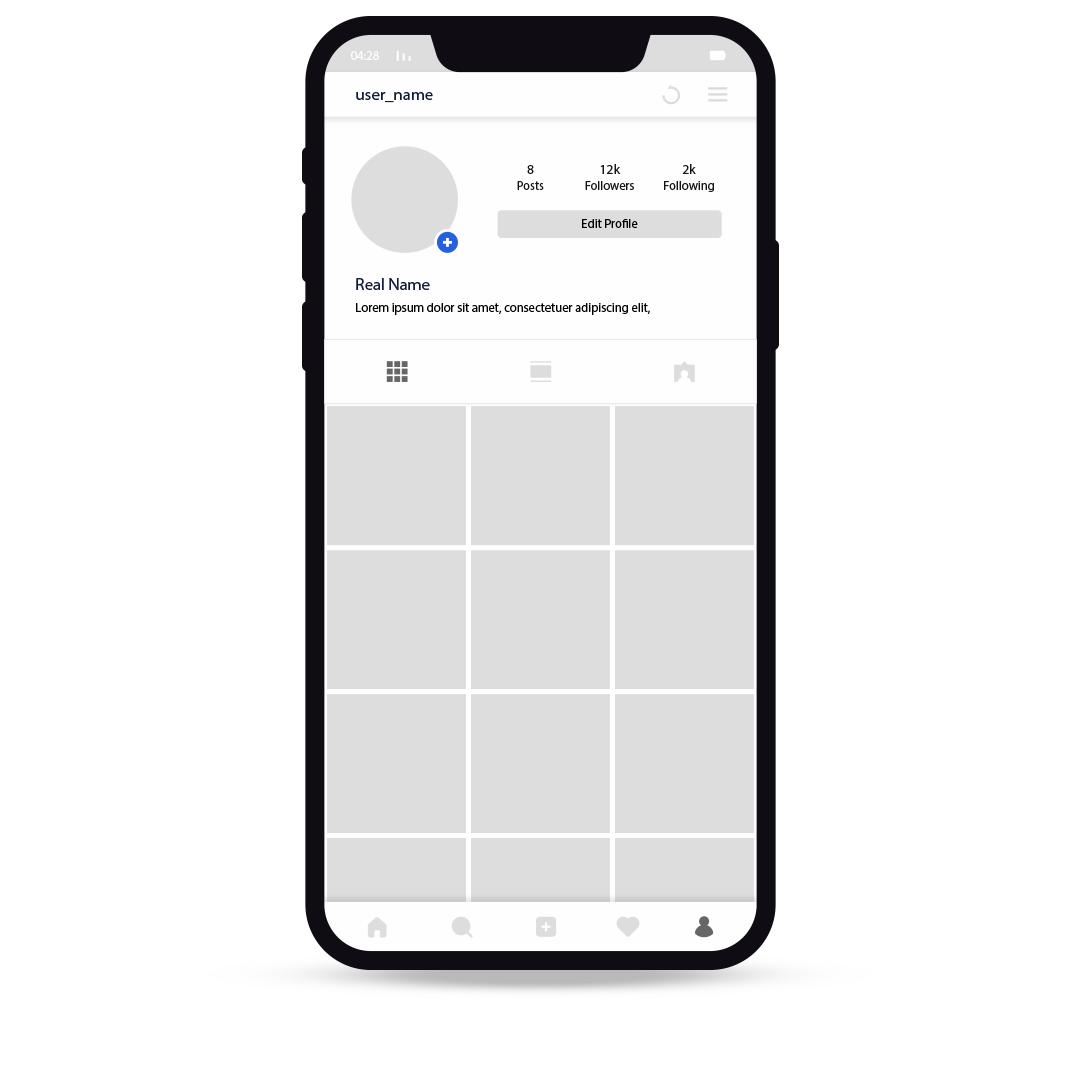 04:28
user_name
8 12k 2k
Posts Followers Following
Edit Profile
Real Name
Lorem ipsum dolor sit amet, consectetuer adipiscing elit,